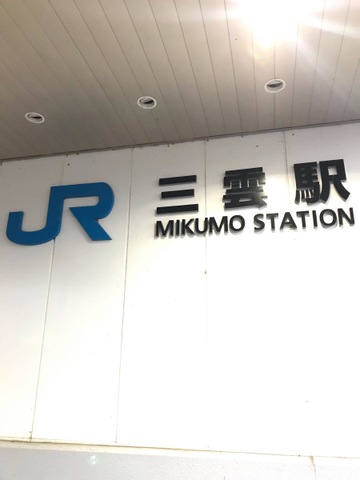 JR 三雲駅
MIKUMO STATION